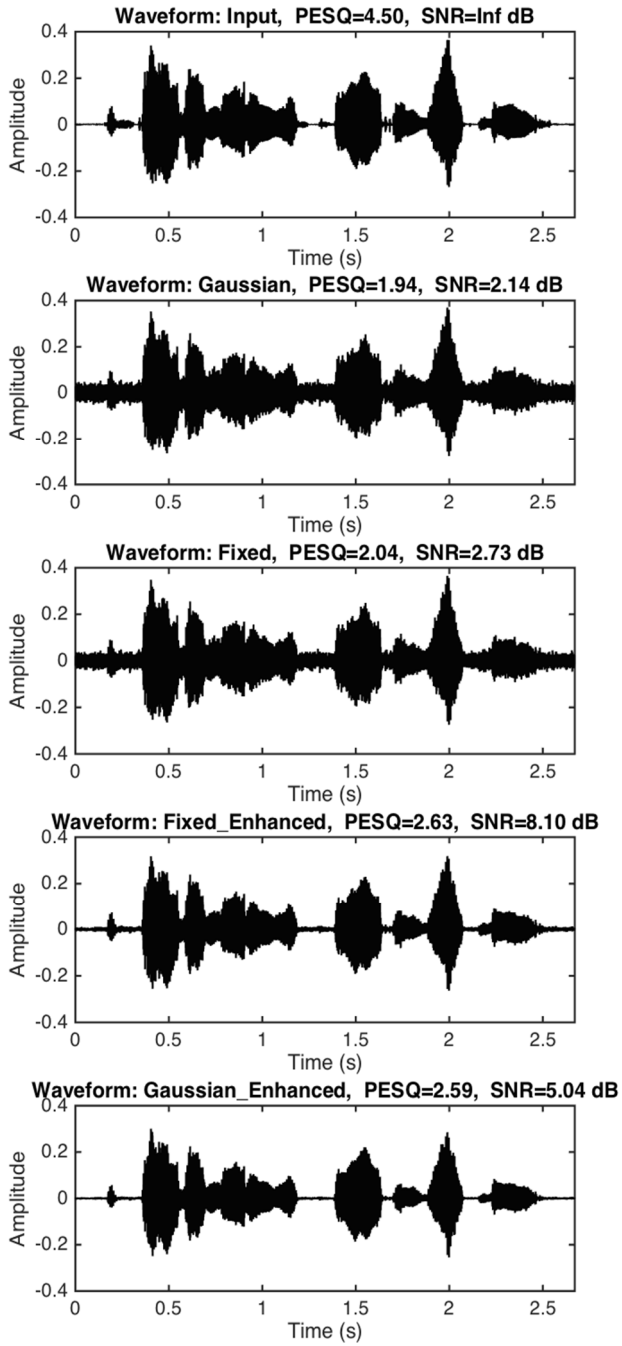 Waveform: Input, PESQ=4.50, SNR=Inf dB
0.4
0.2
0
-0.2
-0.4
Amplitude
0 0.5 1 1.5 2 2.5
Time (s)
Waveform: Gaussian, PESQ=1.94, SNR=2.14 dB
0.4
0.2
0
-0.2
-0.4
Amplitude
0 0.5 1 1.5 2 2.5
Time (s)
Waveform: Fixed, PESQ=2.04, SNR=2.73 dB
0.4
0.2
0
-0.2
-0.4
Amplitude
0 0.5 1 1.5 2 2.5
Time (s)
Waveform: Fixed_Enhanced, PESQ=2.63, SNR=8.10 dB
0.4
0.2
0
-0.2
-0.4
Amplitude
0 0.5 1 1.5 2 2.5
Time (s)
Waveform: Gaussian_Enhanced, PESQ=2.59, SNR=5.04 dB
0.4
0.2
0
-0.2
-0.4
Amplitude
0 0.5 1 1.5 2 2.5
Time (s)